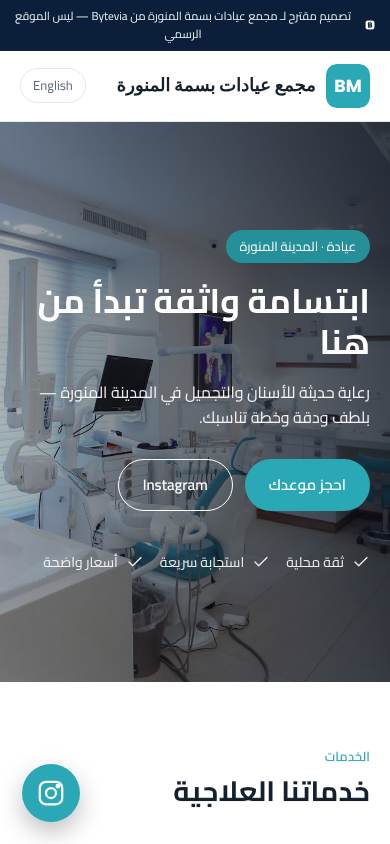 تصميم مقترح لـ مجمع عيادات بسمة المنورة من Bytevia — ليس الموقع
الرسمي
BM
مجمع عيادات بسمة المنورة
English
عيادة · المدينة المنورة
ابتسامة واثقة تبدأ من
هنا
رعاية حديثة للأسنان والتجميل في المدينة المنورة —
بلطف ودقة وخطة تناسبك.
احجز موعدك
Instagram
ثقة محلية
استجابة سريعة
أسعار واضحة
الخدمات
خدماتنا العلاجية